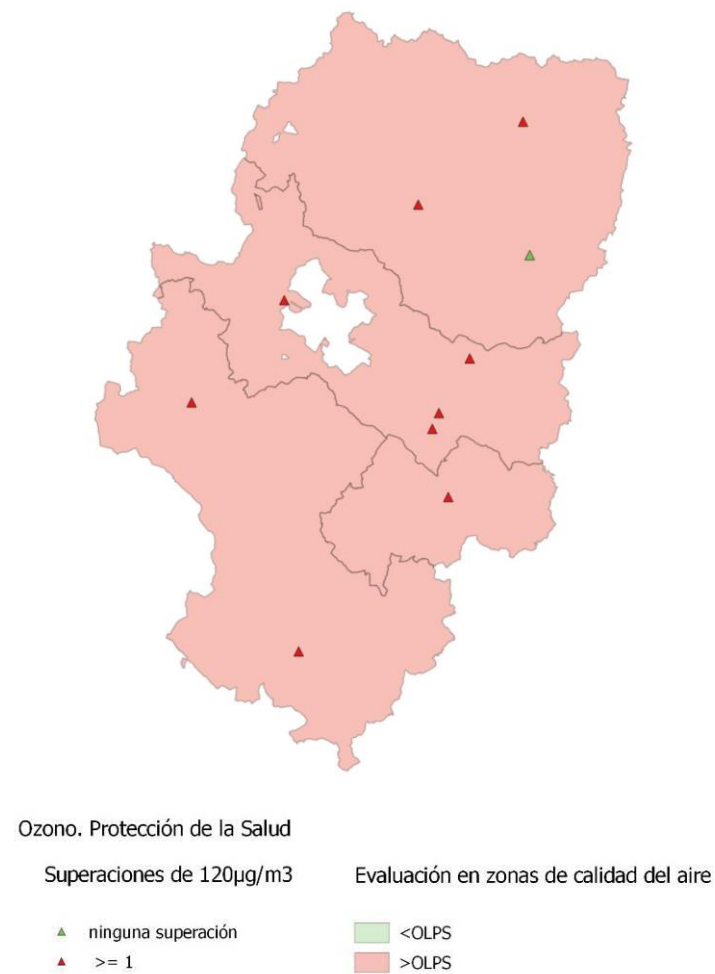 Ozono. Protección de la Salud
Superaciones de 120µg/m3
Evaluación en zonas de calidad del aire
ninguna superación
<OLPS
>= 1
>OLPS